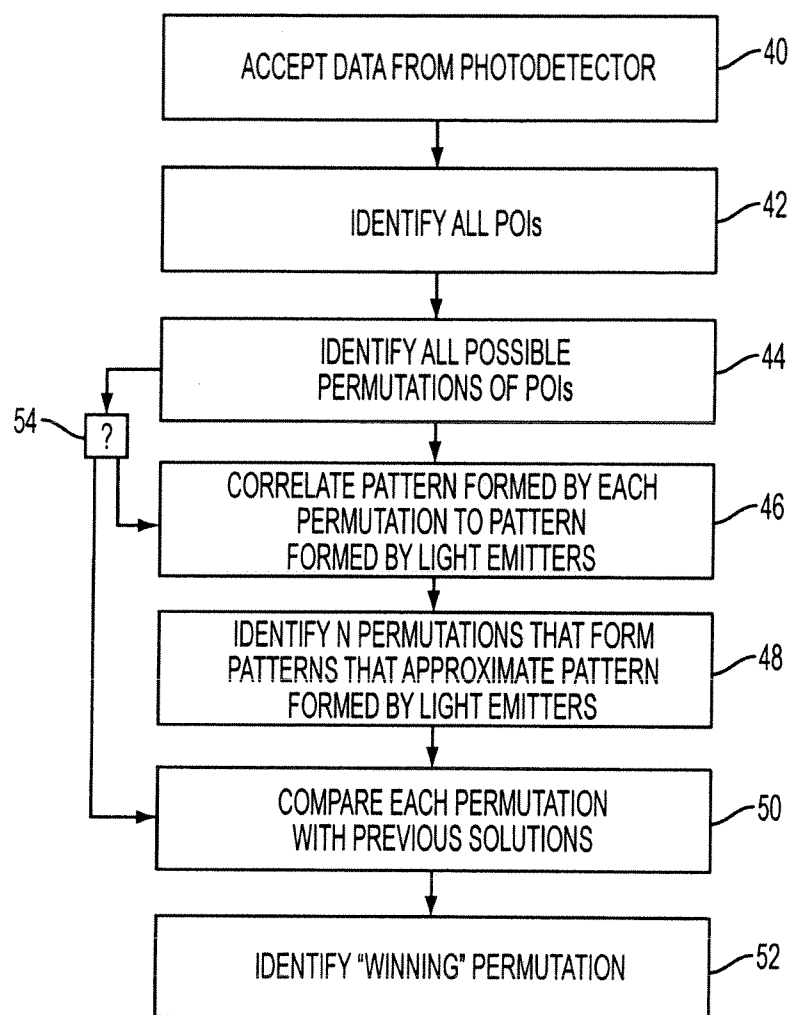 ACCEPT DATA FROM PHOTODETECTOR
40
IDENTIFY ALL POIs
42
IDENTIFY ALL POSSIBLE
PERMUTATIONS OF POIs
44
54
?
CORRELATE PATTERN FORMED BY EACH
PERMUTATION TO PATTERN
FORMED BY LIGHT EMITTERS
46
IDENTIFY N PERMUTATIONS THAT FORM
PATTERNS THAT APPROXIMATE PATTERN
FORMED BY LIGHT EMITTERS
48
COMPARE EACH PERMUTATION
WITH PREVIOUS SOLUTIONS
50
IDENTIFY “WINNING” PERMUTATION
52